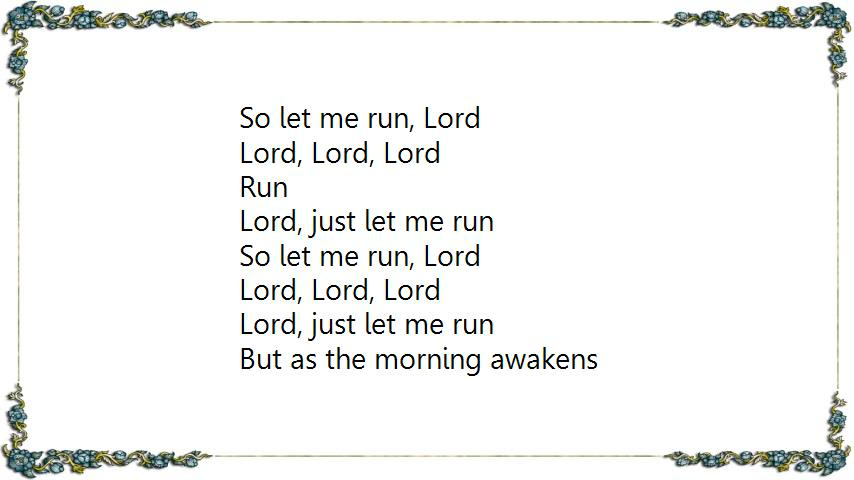 So let me run, Lord
Lord, Lord, Lord
Run
Lord, just let me run
So let me run, Lord
Lord, Lord, Lord
Lord, just let me run
But as the morning awakens